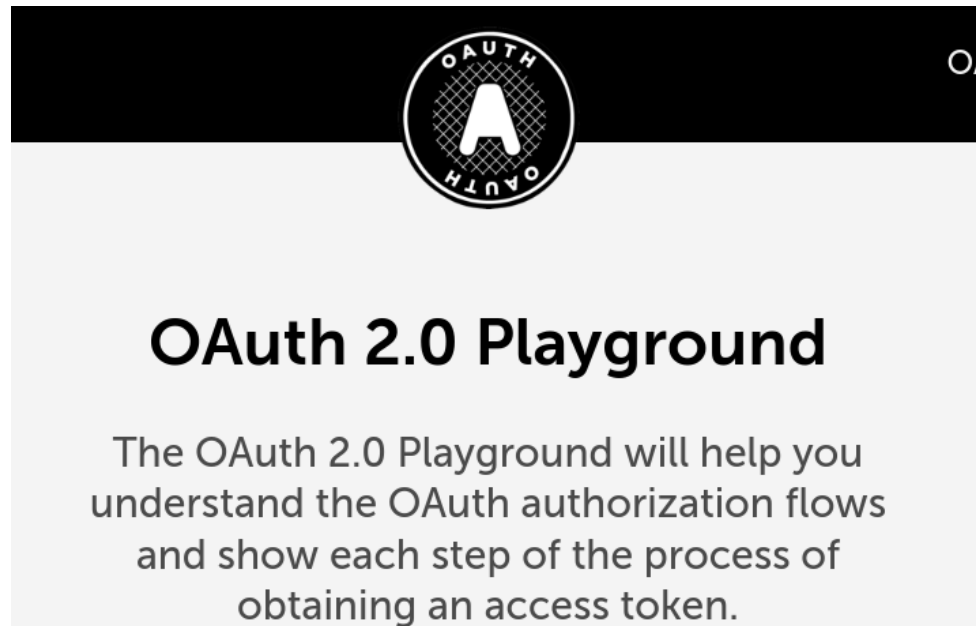 OAUTH
A
OAUTH
OAuth 2.0 Playground
The OAuth 2.0 Playground will help you
understand the OAuth authorization flows
and show each step of the process of
obtaining an access token.